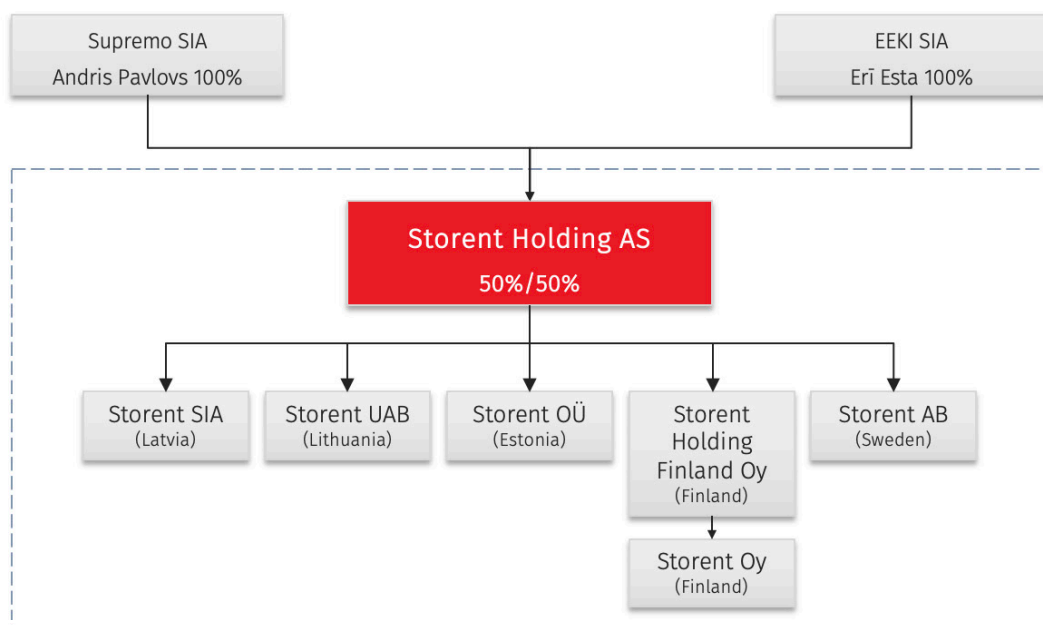 Supremo SIA
Andris Pavlovs 100%
EEKI SIA
Erī Esta 100%
Storent Holding AS
50%/50%
Storent SIA
(Latvia)
Storent UAB
(Lithuania)
Storent OÜ
(Estonia)
Storent
Holding
Finland Oy
(Finland)
Storent AB
(Sweden)
Storent Oy
(Finland)